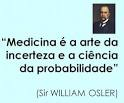 “Medicina é a arte da
incerteza e a ciência
da probabilidade”
(Sir WILLIAM OSLER)